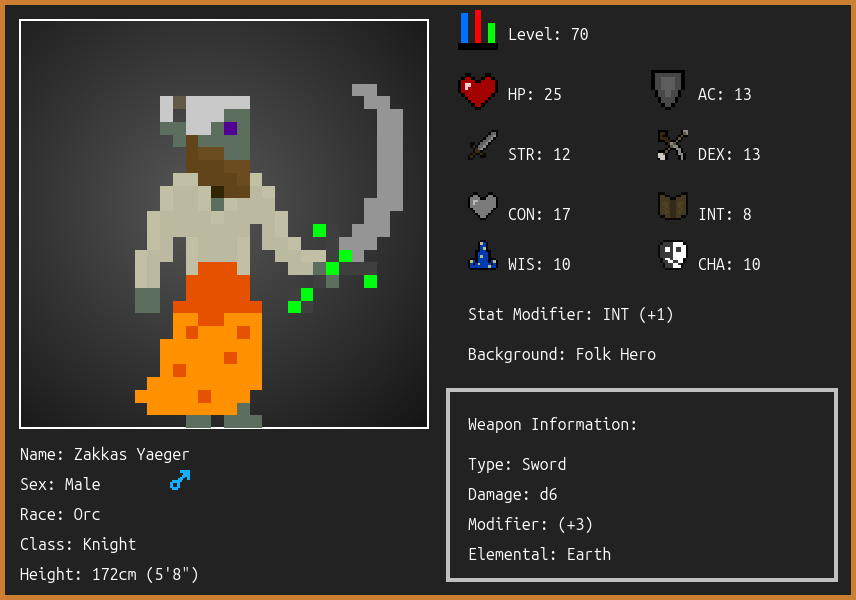 Level: 70
HP: 25
AC: 13
STR: 12
DEX: 13
CON: 17
INT: 8
WIS: 10
CHA: 10
Stat Modifier: INT (+1)
Background: Folk Hero
Weapon Information:
Type: Sword
Damage: d6
Modifier: (+3)
Elemental: Earth
Name: Zakkas Yaeger
Sex: Male
Race: Orc
Class: Knight
Height: 172cm (5'8")